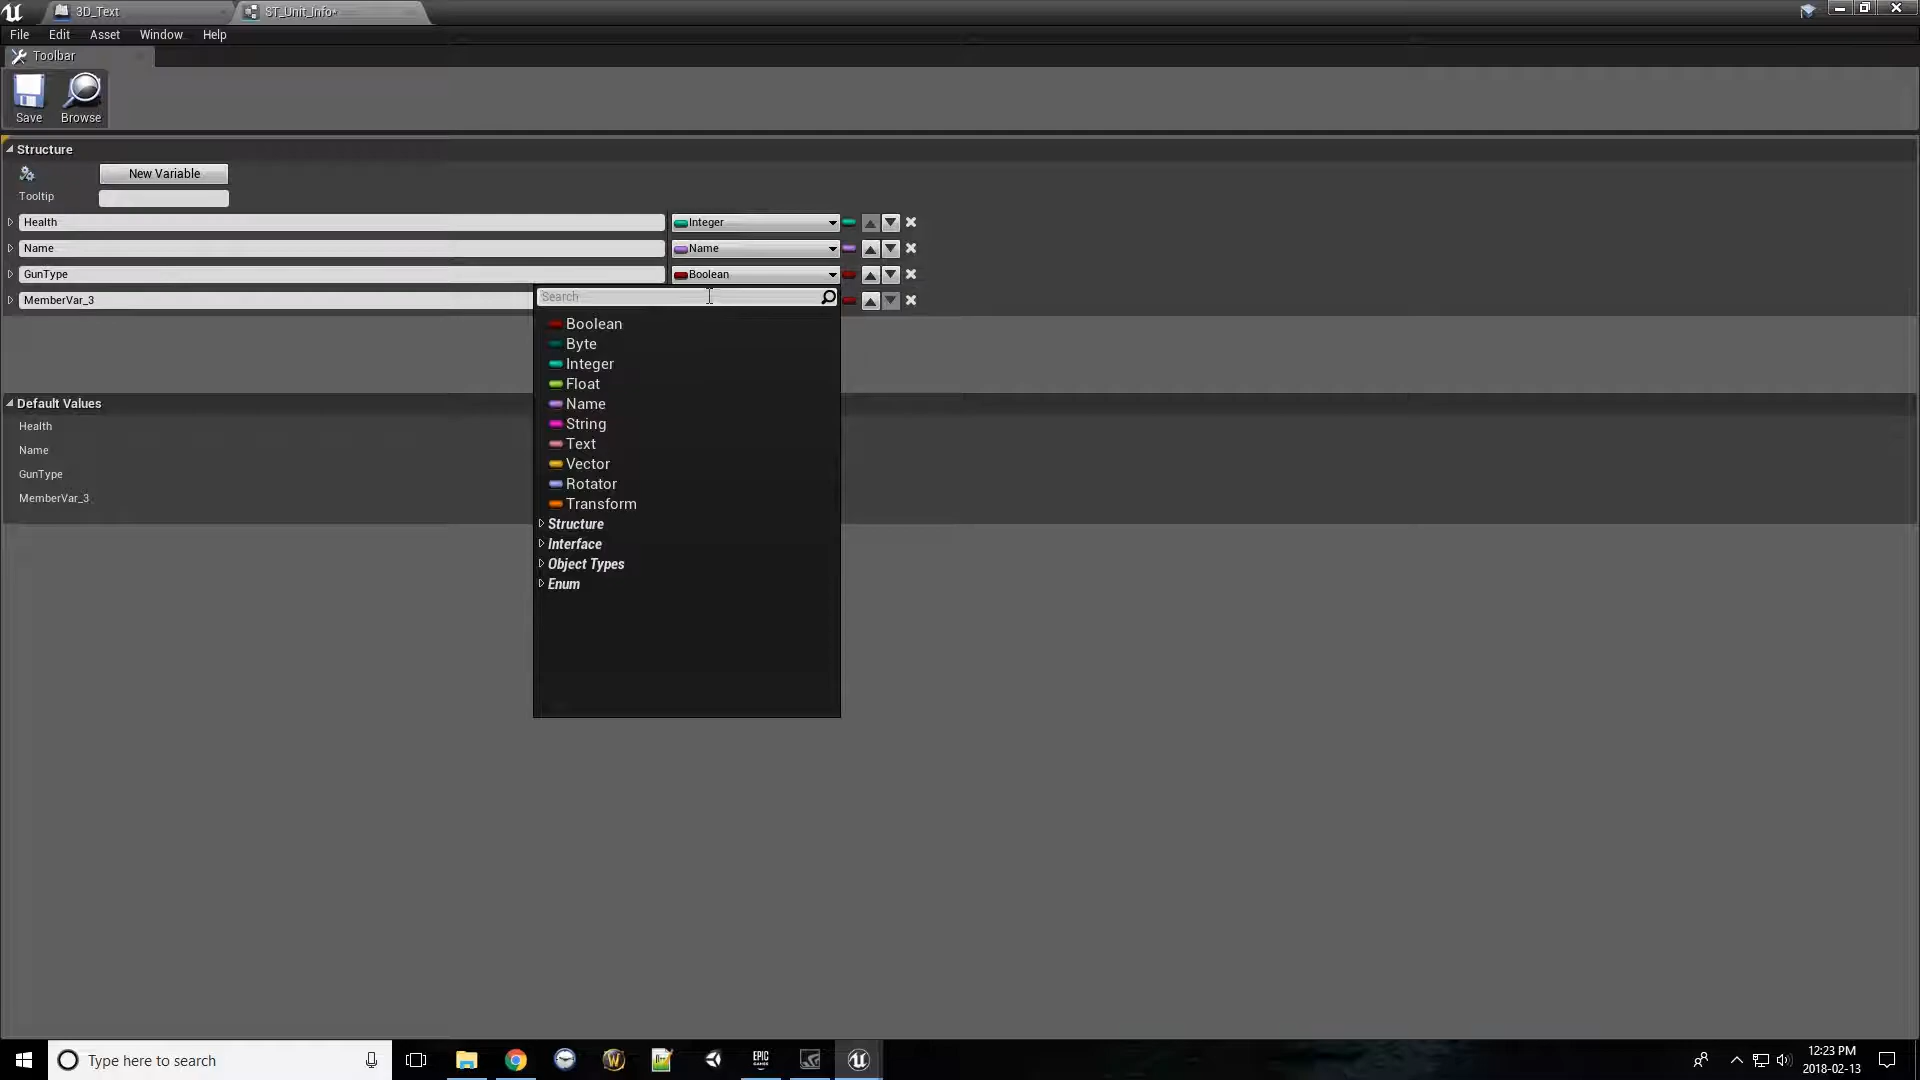 3D_Text
ST_Unit_Info*
File Edit Asset Window Help
Toolbar
Save Browse
Structure
New Variable
Tooltip
Health Integer
Name Name
GunType Boolean
MemberVar_3
Search
Boolean
Byte
Integer
Float
Name
String
Text
Vector
Rotator
Transform
Structure
Interface
Object Types
Enum
Default Values
Health
Name
GunType
MemberVar_3
Type here to search
EPIC GAMES
12:23 PM
2018-02-13